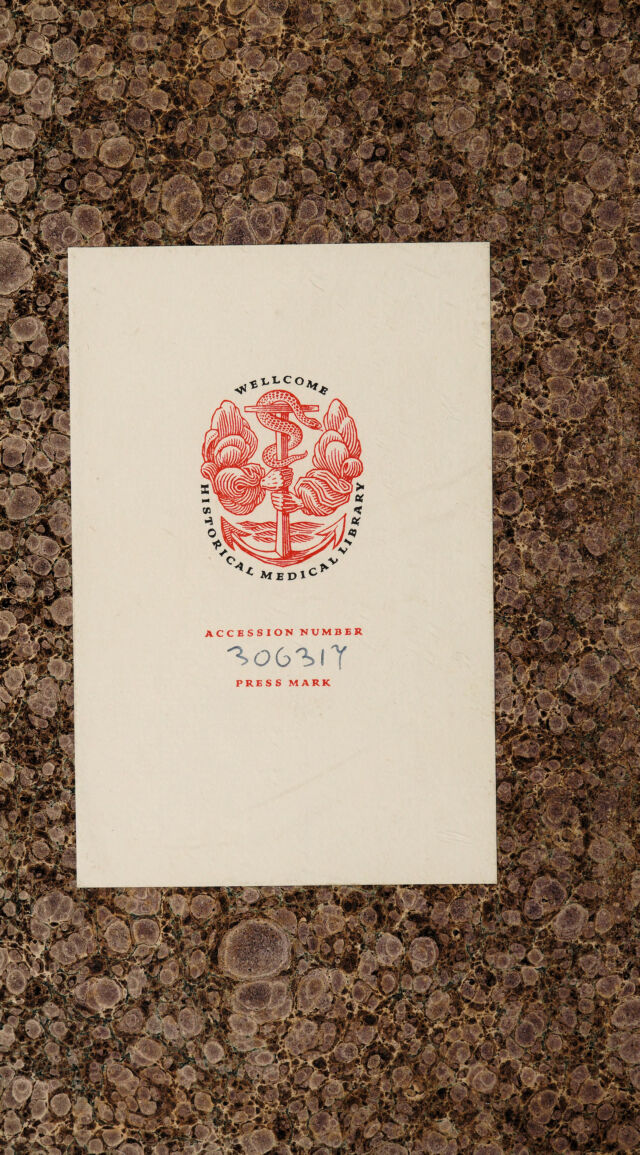 WELLCOME
HISTORICAL MEDICAL LIBRARY
ACCESSION NUMBER
306317
PRESS MARK